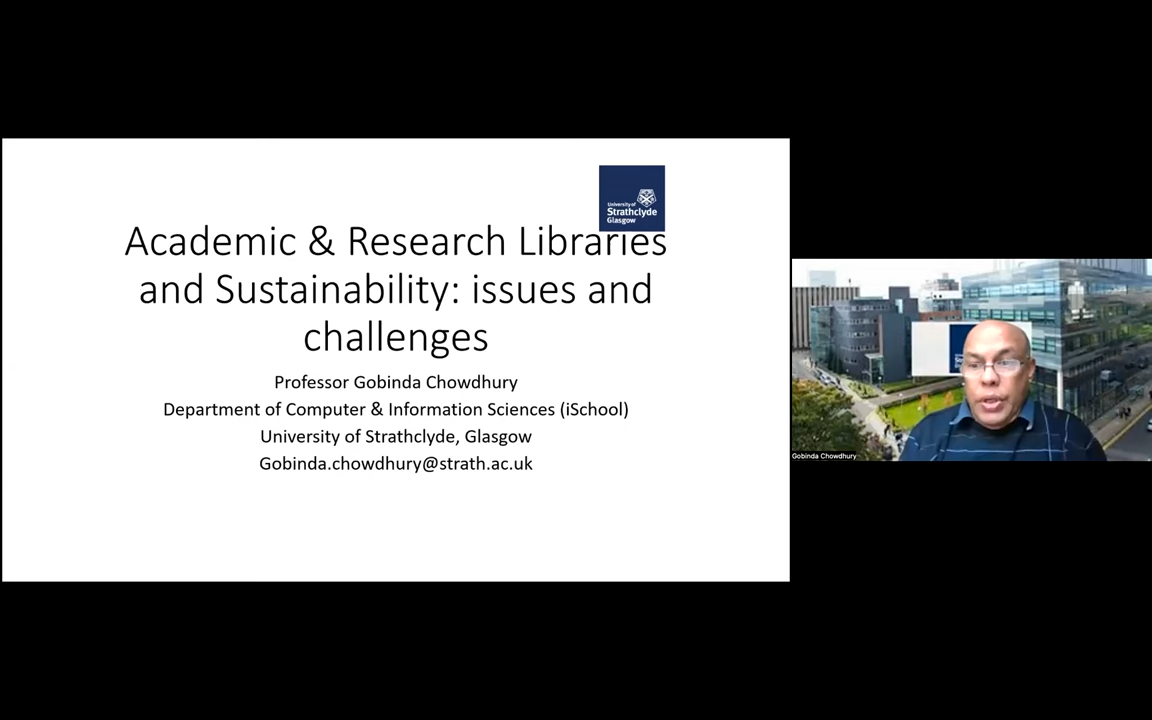 University of
Strathclyde
Glasgow
Academic & Research Libraries
and Sustainability: issues and
challenges
Professor Gobinda Chowdhury
Department of Computer & Information Sciences (iSchool)
University of Strathclyde, Glasgow
Gobinda.chowdhury@strath.ac.uk
Gobinda Chowdhury